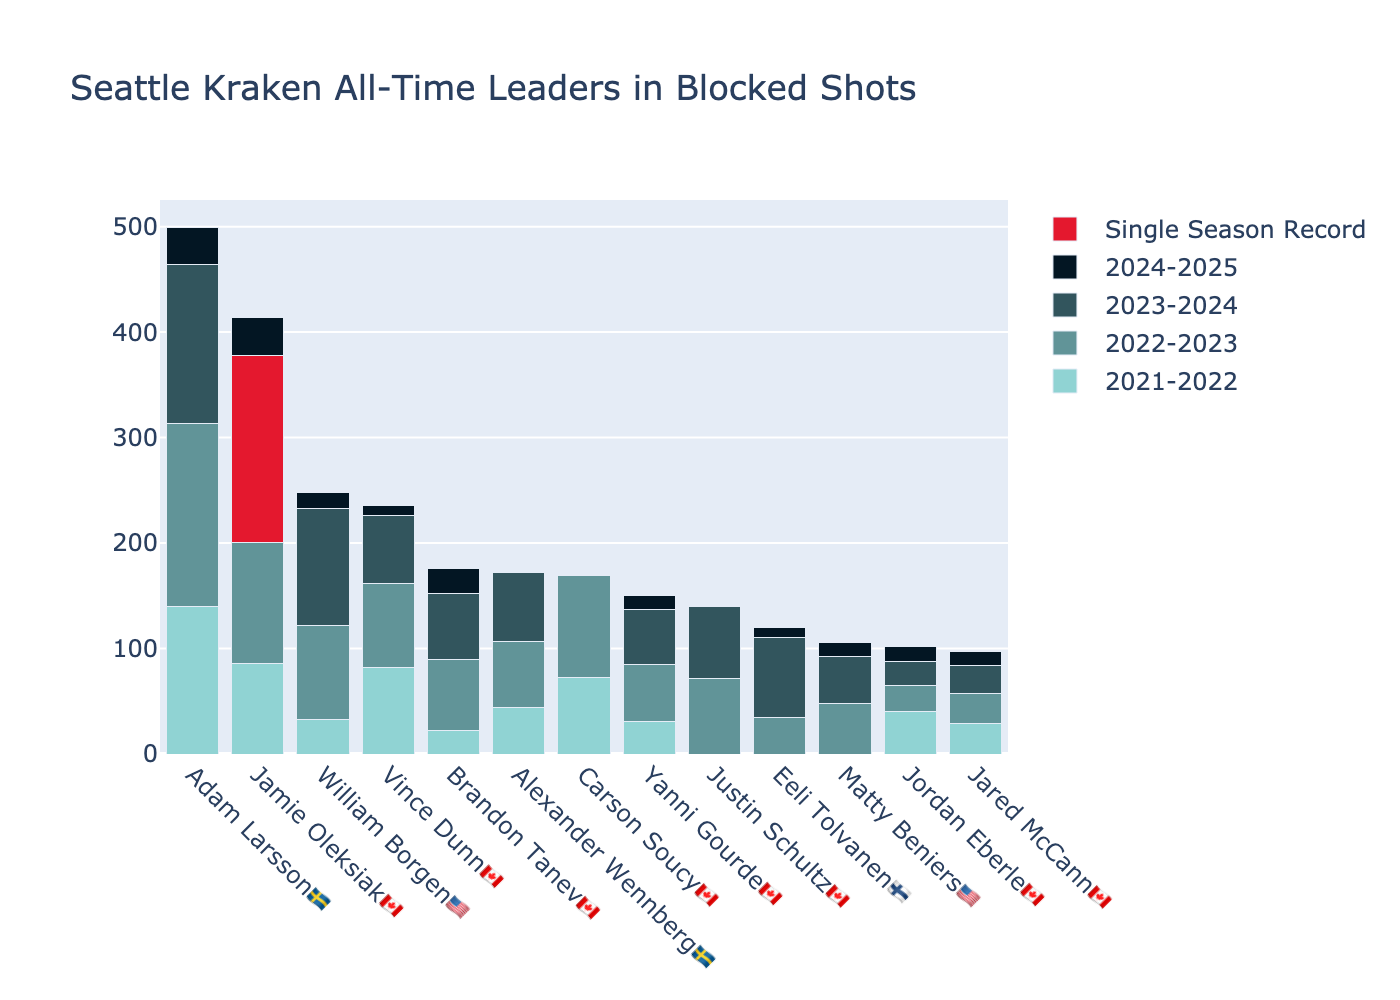 Seattle Kraken All-Time Leaders in Blocked Shots
500
400
300
200
100
0
Adam Larsson🇸🇪
Jamie Oleksiak🇨🇦
William Borgen🇺🇸
Vince Dunn🇨🇦
Brandon Tanev🇨🇦
Alexander Wennberg🇸🇪
Carson Soucy🇨🇦
Yanni Gourde🇨🇦
Justin Schultz🇨🇦
Eeli Tolvanen🇫🇮
Matty Beniers🇺🇸
Jordan Eberle🇨🇦
Jared McCann🇨🇦
Single Season Record
2024-2025
2023-2024
2022-2023
2021-2022